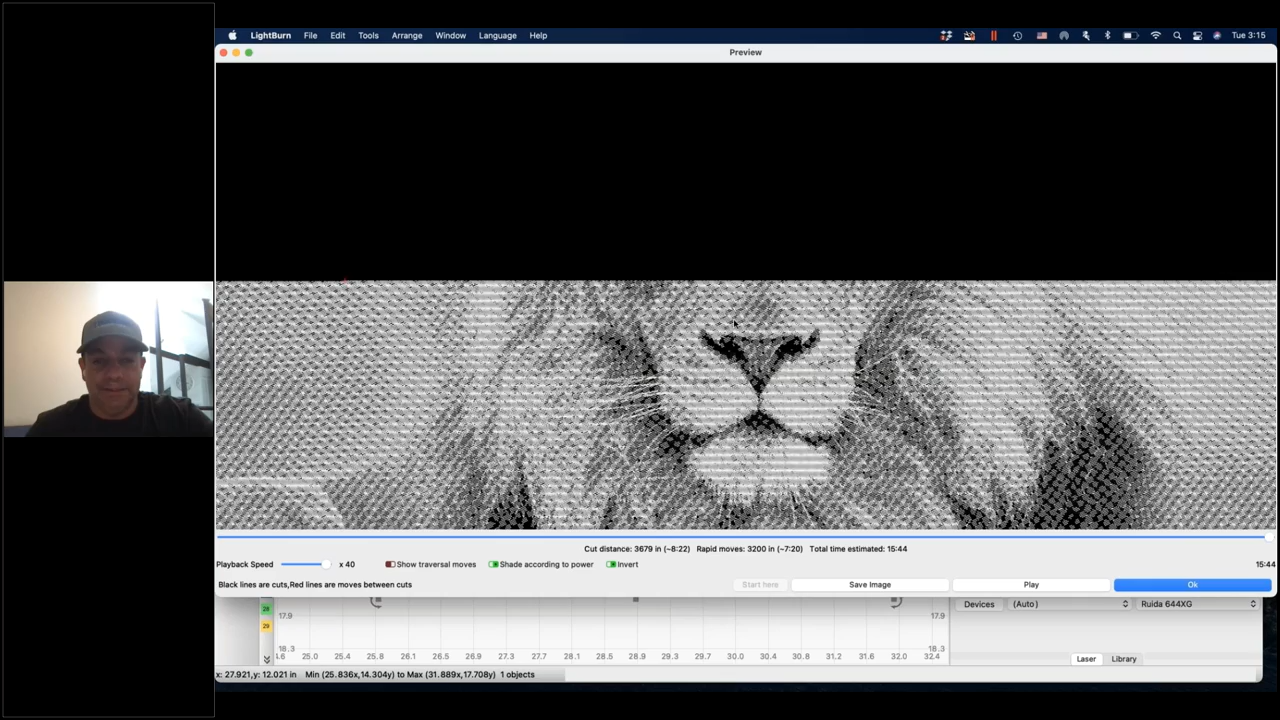 LightBurn File Edit Tools Arrange Window Language Help Tue 3:15
Preview
Cut distance: 3679 in (~8:22) Rapid moves: 3200 in (~7:20) Total time estimated: 15:44
Playback Speed x 40 Show traversal moves Shade according to power Invert 15:44
Black lines are cuts,Red lines are moves between cuts Start here Save Image Play Ok
28 Devices (Auto) Ruida 644XG
17.9 17.9
29
18.3 18.3
25.0 25.4 25.8 26.1 26.5 26.9 27.3 27.7 28.1 28.5 28.9 29.3 29.7 30.0 30.4 30.8 31.2 31.6 32.0 32.4
Laser Library
x: 27.921,y: 12.021 in Min (25.836x,14.304y) to Max (31.889x,17.708y) 1 objects